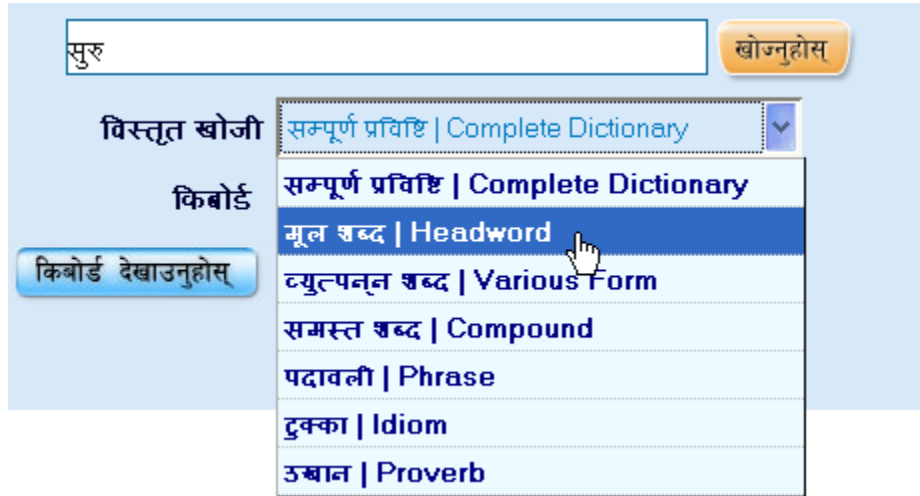 सुरु
खोज्नुहोस्
विस्तृत खोजी
सम्पूर्ण प्रविष्टि | Complete Dictionary
सम्पूर्ण प्रविष्टि | Complete Dictionary
किबोर्ड
मूल शब्द | Headword
किबोर्ड देखाउनुहोस्
व्युत्पन्न शब्द | Various Form
समस्त शब्द | Compound
पदावली | Phrase
टुक्का | Idiom
उखान | Proverb